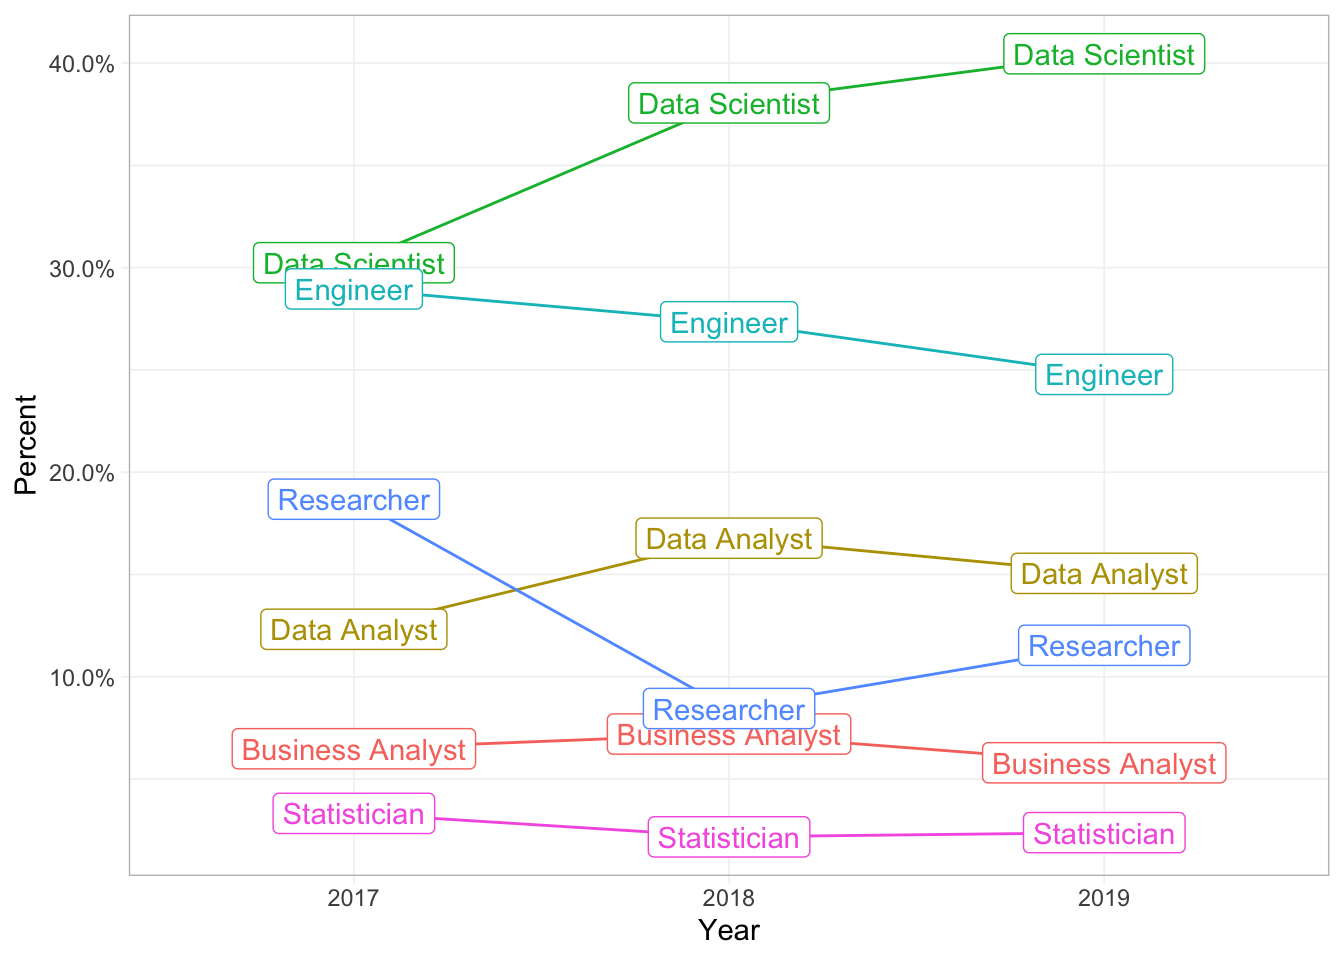 40.0%
30.0%
20.0%
10.0%
Percent
Data Scientist
Data Scientist
Data Scientist
Engineer
Engineer
Engineer
Researcher
Data Analyst
Data Analyst
Data Analyst
Researcher
Researcher
Business Analyst
Business Analyst
Business Analyst
Statistician
Statistician
Statistician
2017
2018
2019
Year